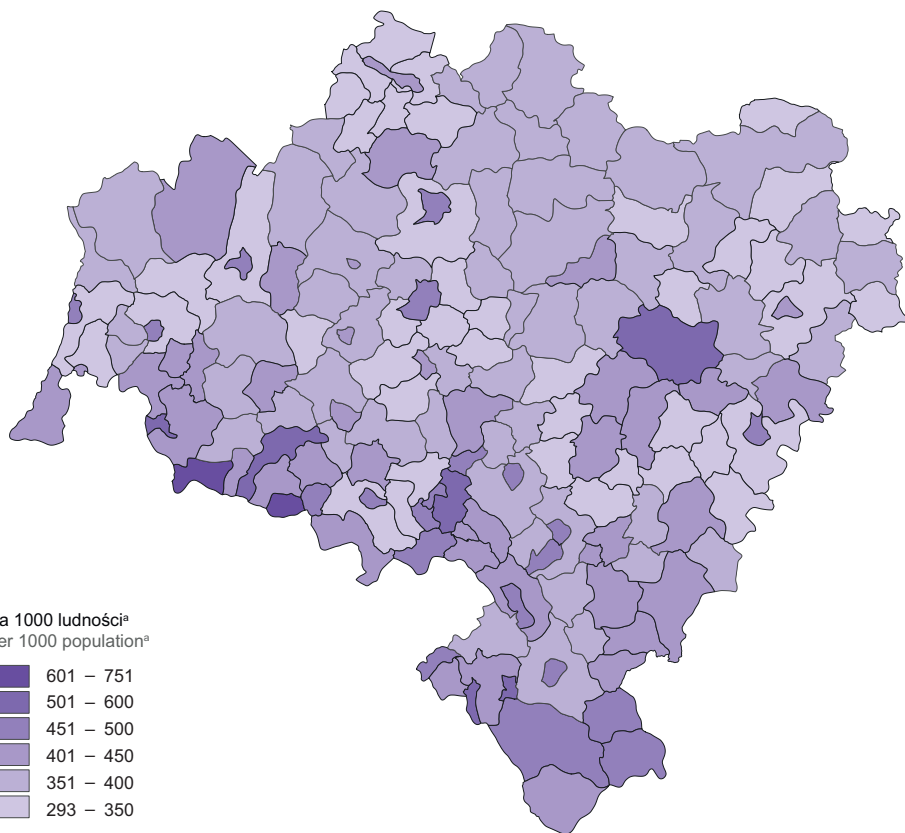 a 1000 ludnościᵃ
er 1000 populationᵃ
601 – 751
501 – 600
451 – 500
401 – 450
351 – 400
293 – 350